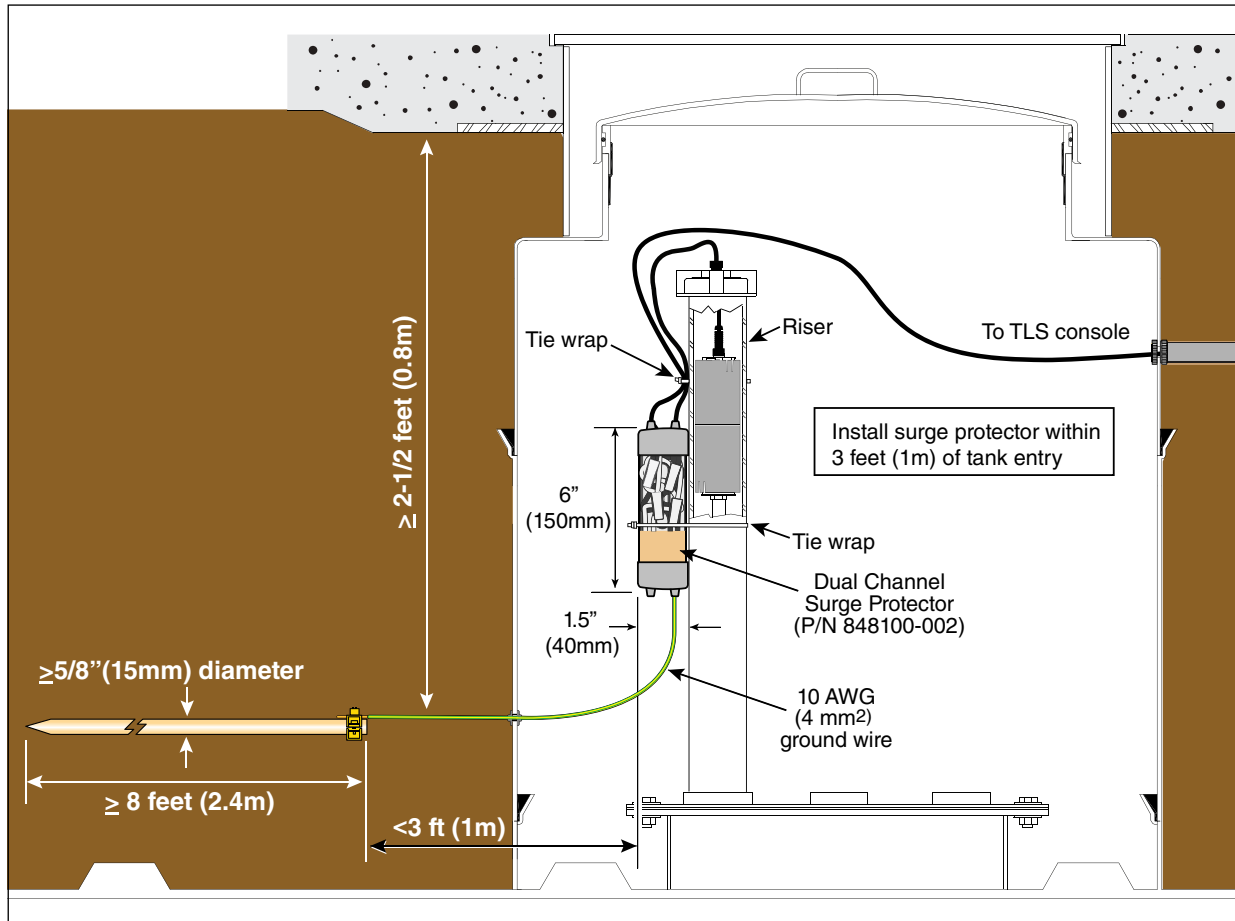 Tie wrap
Riser
To TLS console
Install surge protector within
3 feet (1m) of tank entry
≥ 2-1/2 feet (0.8m)
6”
(150mm)
Tie wrap
Dual Channel
Surge Protector
(P/N 848100-002)
1.5”
(40mm)
≥5/8”(15mm) diameter
10 AWG
(4 mm²)
ground wire
≥ 8 feet (2.4m)
<3 ft (1m)